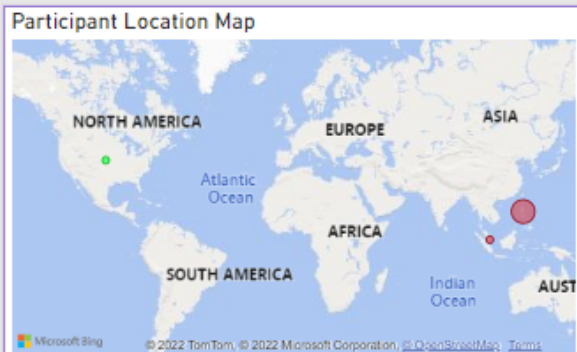 Participant Location Map
NORTH AMERICA
EUROPE
ASIA
Atlantic
Ocean
AFRICA
SOUTH AMERICA
Indian
Ocean
AUST
Microsoft Bing
© 2022 TomTom, © 2022 Microsoft Corporation, © OpenStreetMap Terms